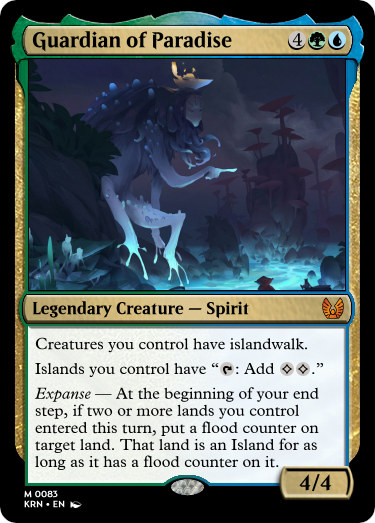 Guardian of Paradise 4
Legendary Creature — Spirit
Creatures you control have islandwalk.
Islands you control have “: Add .”
Expanse — At the beginning of your end
step, if two or more lands you control
entered this turn, put a flood counter on
target land. That land is an Island for as
long as it has a flood counter on it.
4/4
M 0083
KRN • EN